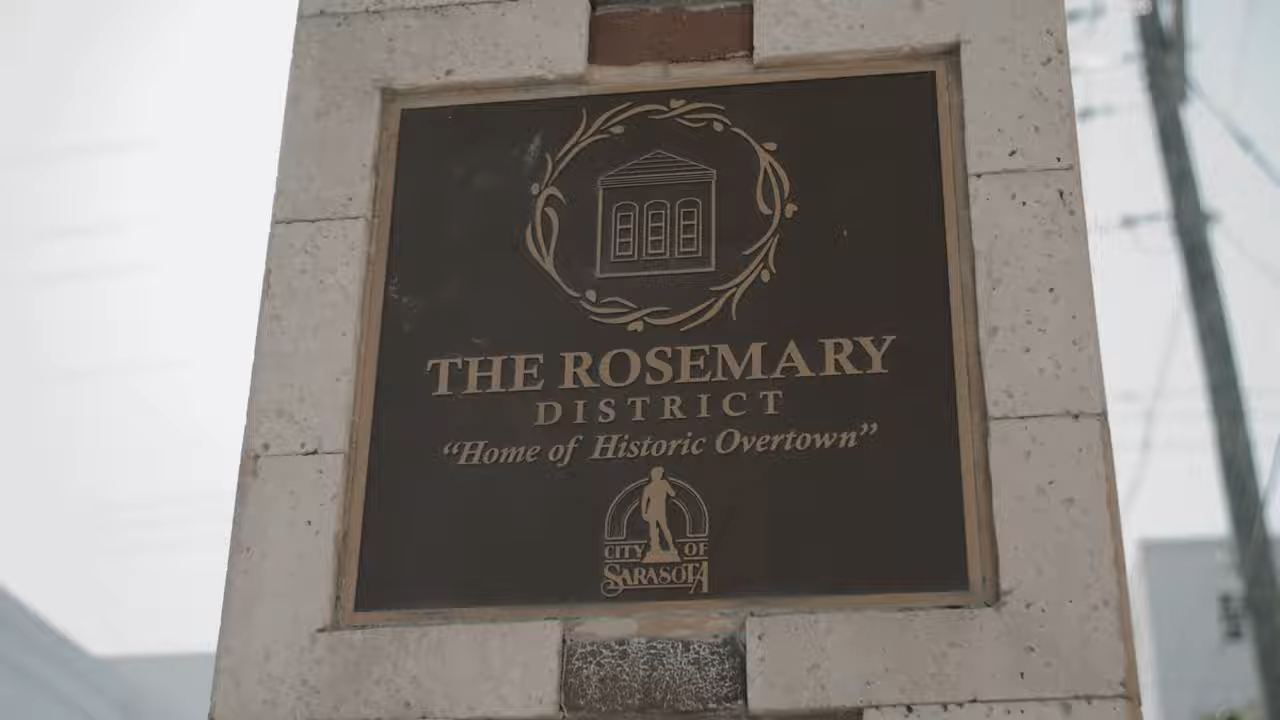 THE ROSEMARY
DISTRICT
“Home of Historic Overtown”
CITY OF
SARASOTA